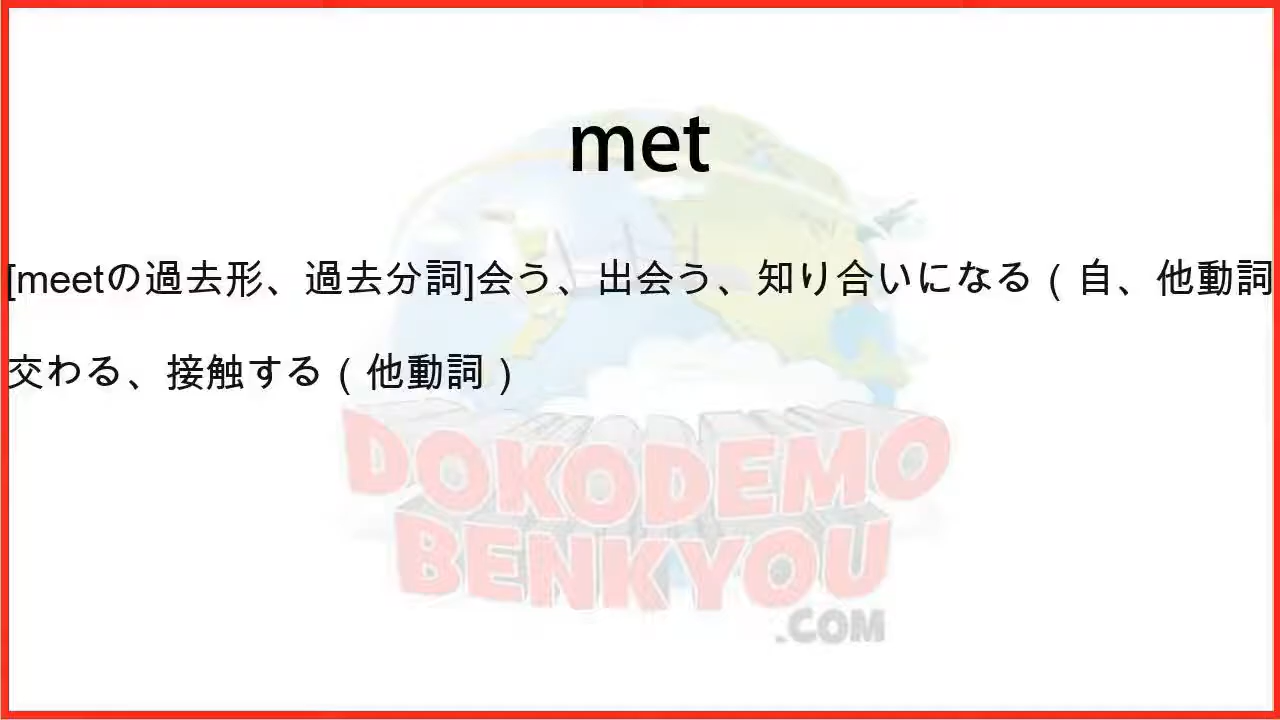 met
[meetの過去形、過去分詞]会う、出会う、知り合いになる（自、他動詞
交わる、接触する（他動詞）
DOKODEMO
BENKYOU
.COM